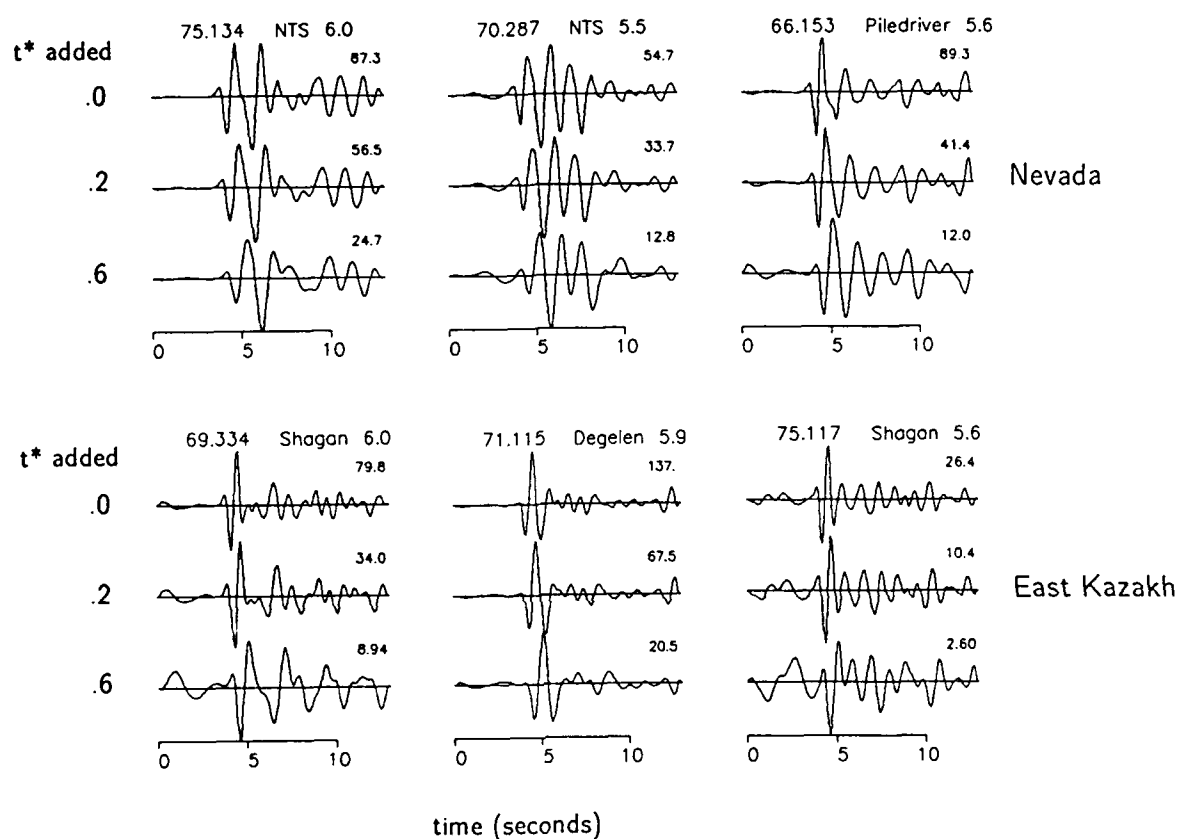 75.134 NTS 6.0
70.287 NTS 5.5
66.153 Piledriver 5.6
t* added
87.3
54.7
89.3
.0
56.5
33.7
41.4
.2
Nevada
24.7
12.8
12.0
.6
0 5 10
0 5 10
0 5 10
69.334 Shagan 6.0
71.115 Degelen 5.9
75.117 Shagan 5.6
t* added
79.8
137.
26.4
.0
34.0
67.5
10.4
.2
East Kazakh
8.94
20.5
2.60
.6
0 5 10
0 5 10
0 5 10
time (seconds)